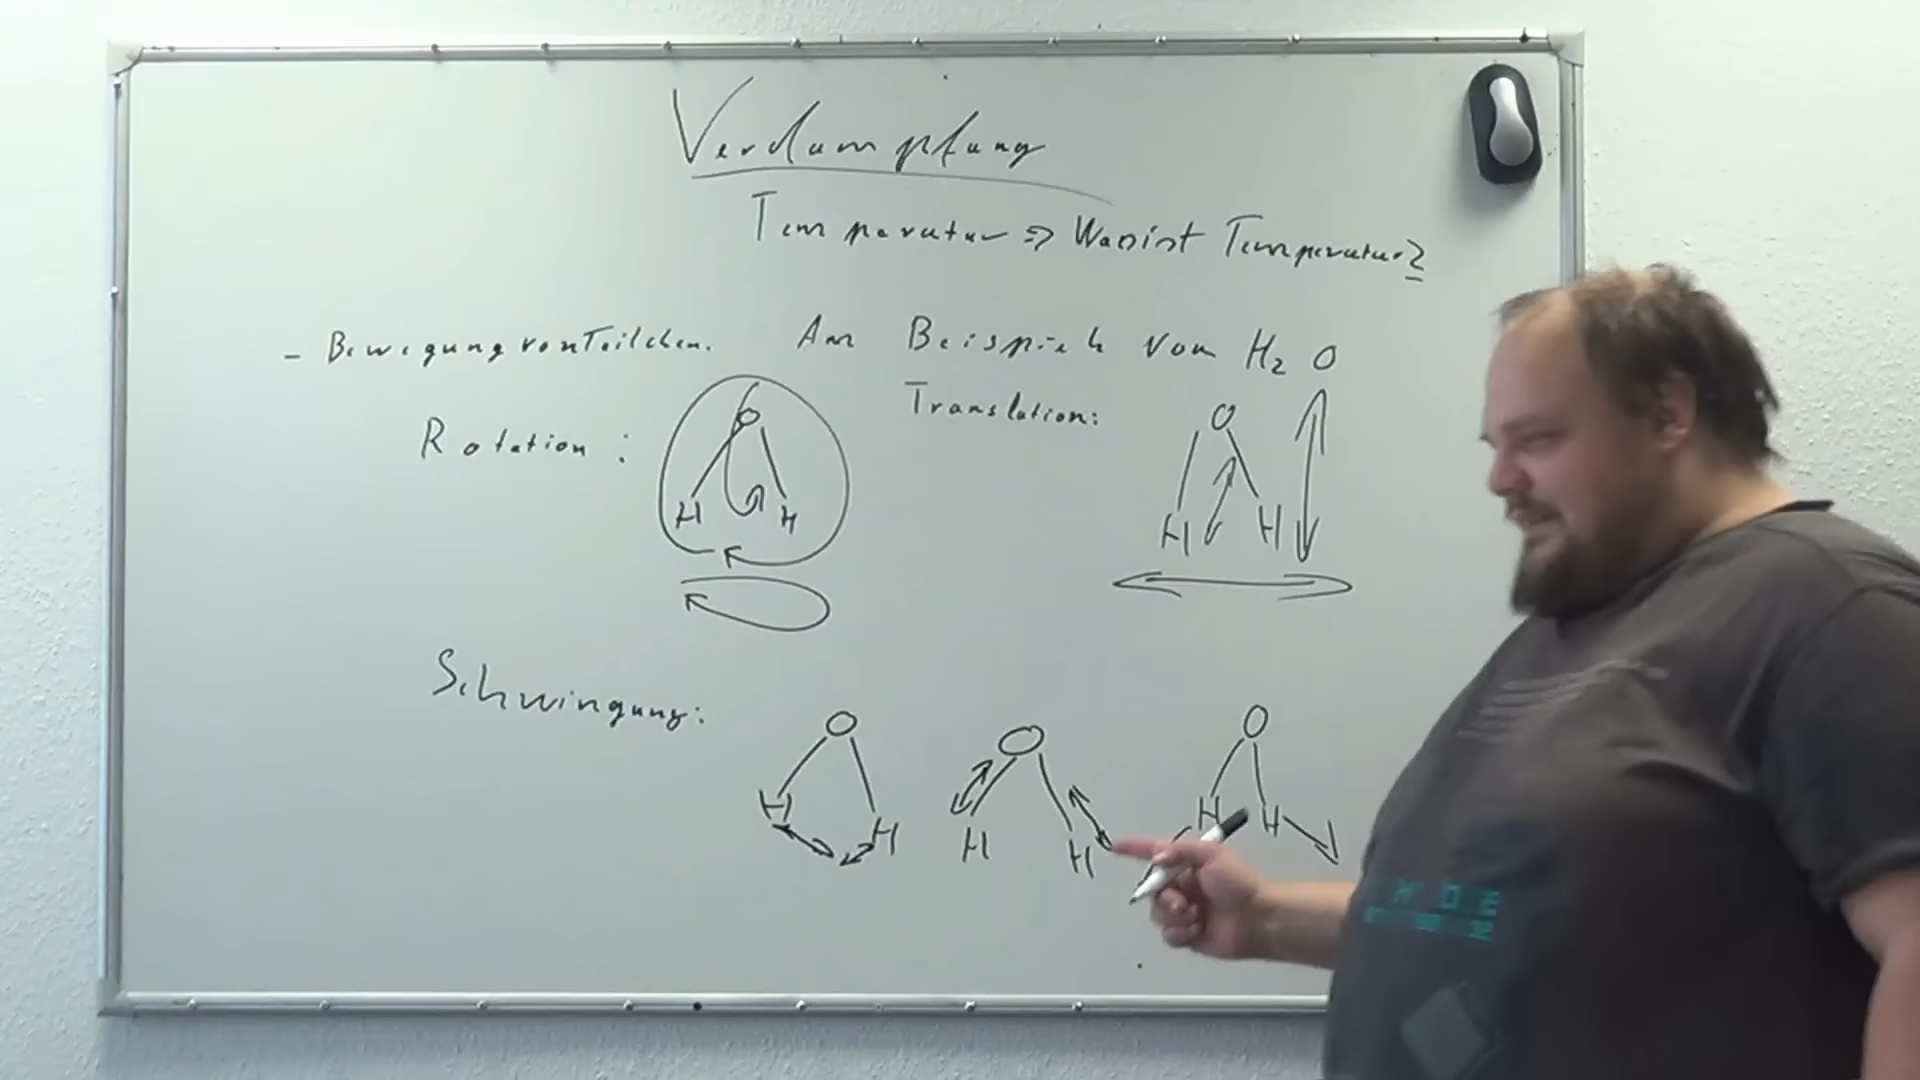 Verdampfung
Temperatur => Was ist Temperatur?
- Bewegung von Teilchen. Am Beispiel von H2O
Rotation: Translation:
O O
H H H H
Schwingung:
O O O
H H H H H H